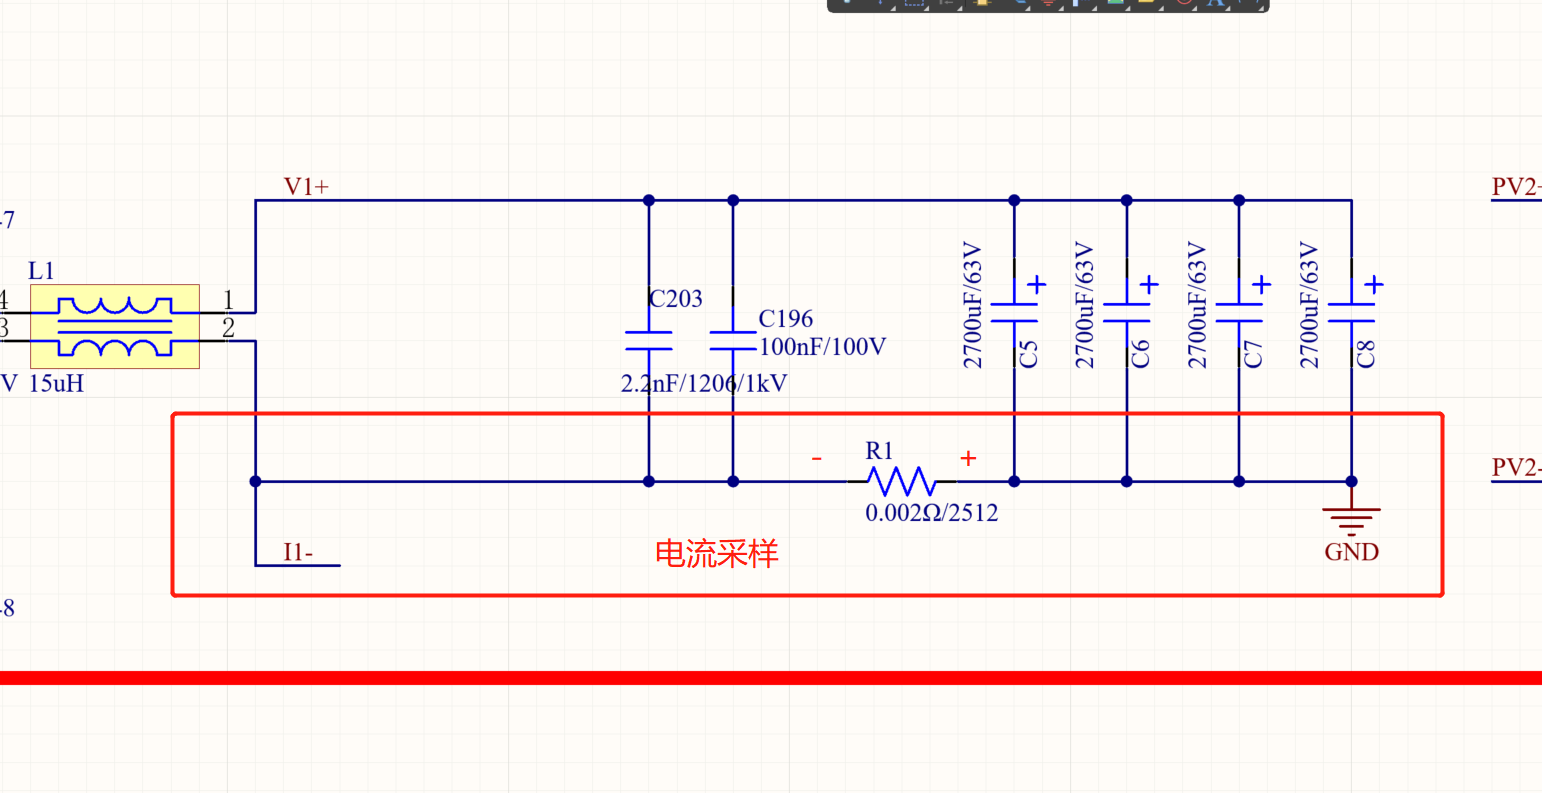 V1+
PV2
47
L1
4
1
3
2
V 15uH
C203
C196
100nF/100V
2.2nF/1206/1kV
2700uF/63V
C5
2700uF/63V
C6
2700uF/63V
C7
2700uF/63V
C8
+
+
+
+
-
R1
+
0.002Ω/2512
PV2-
I1-
电流采样
GND
48